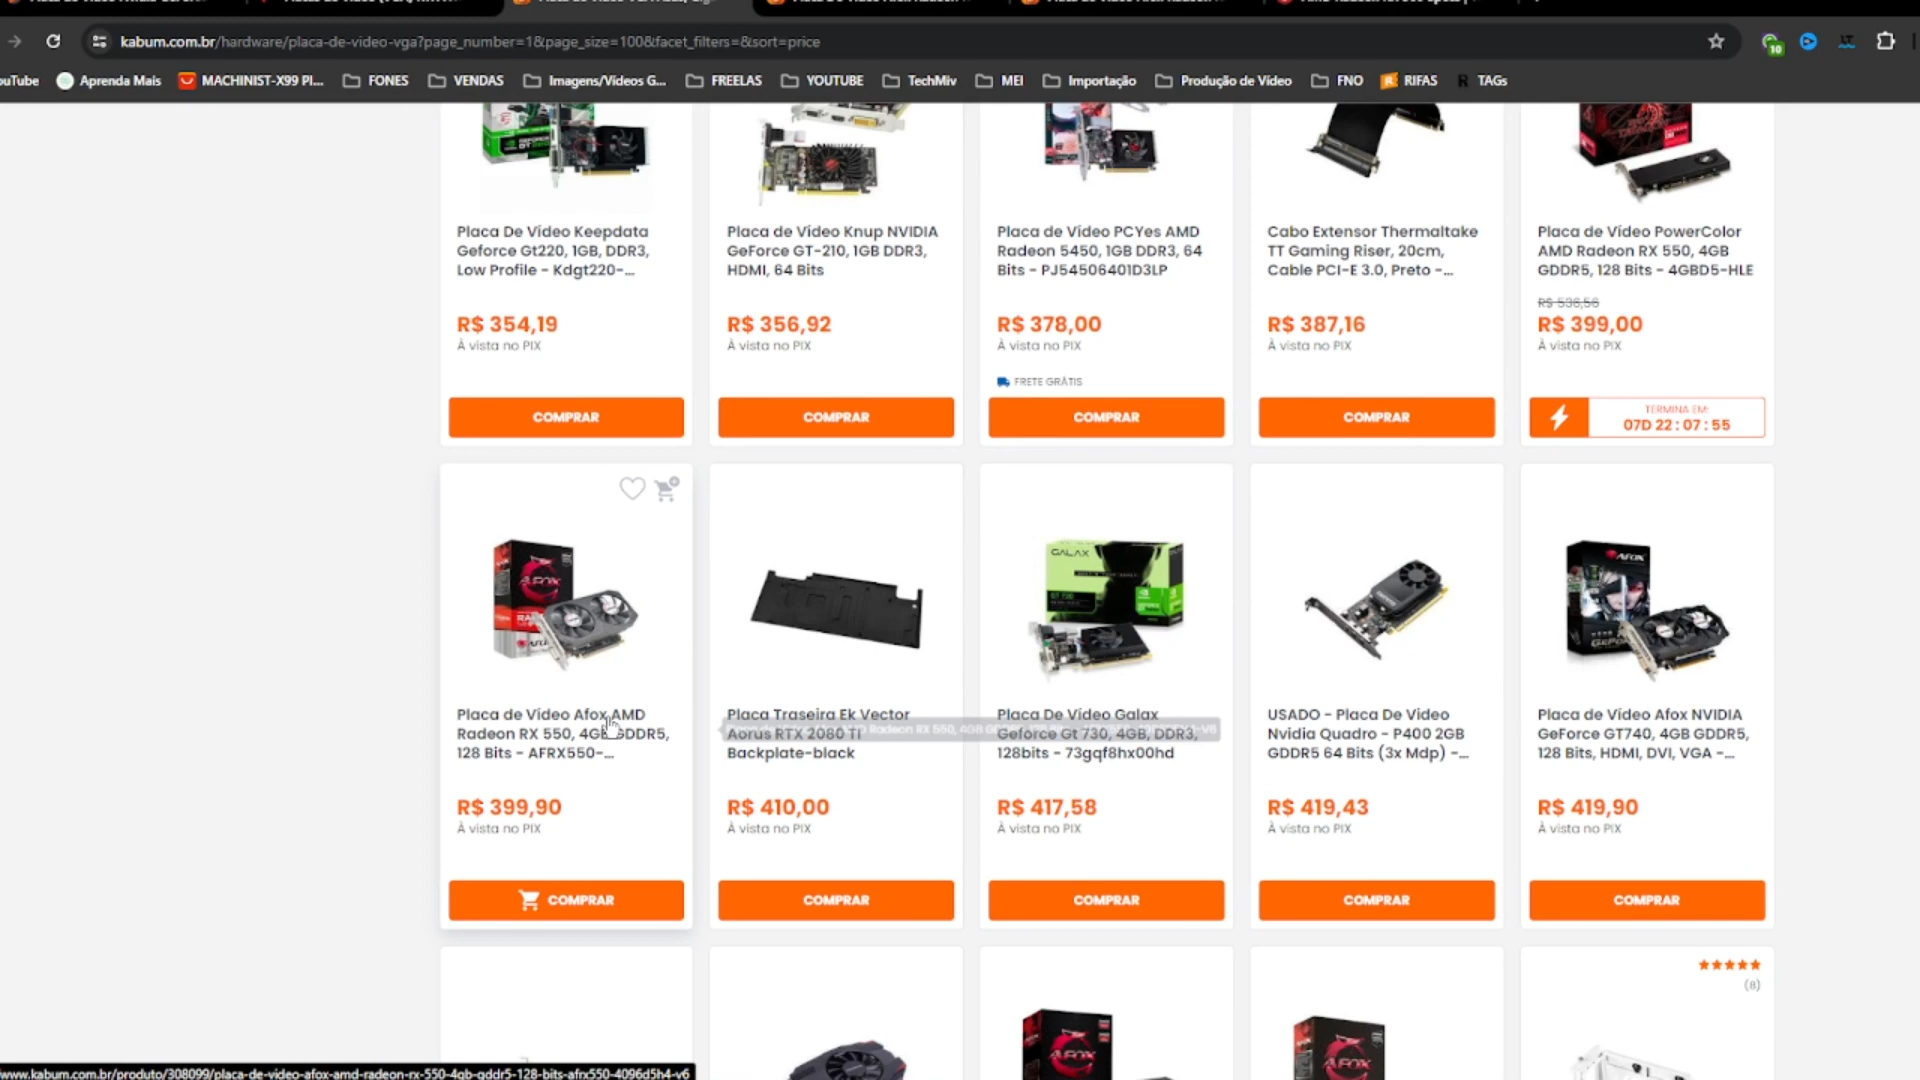 kabum.com.br/hardware/placa-de-video-vga?page_number=1&page_size=100&facet_filters=&sort=price
10
ouTube
Aprenda Mais
MACHINIST-X99 Pl...
FONES
VENDAS
Imagens/Vídeos G...
FREELAS
YOUTUBE
TechMiv
MEI
Importação
Produção de Vídeo
FNO
RIFAS
TAGs
Placa De Vídeo Keepdata
Geforce Gt220, 1GB, DDR3,
Low Profile - Kdgt220-...
R$ 354,19
À vista no PIX
COMPRAR
Placa de Vídeo Knup NVIDIA
GeForce GT-210, 1GB DDR3,
HDMI, 64 Bits
R$ 356,92
À vista no PIX
COMPRAR
Placa de Vídeo PCYes AMD
Radeon 5450, 1GB DDR3, 64
Bits - PJ54506401D3LP
R$ 378,00
À vista no PIX
FRETE GRÁTIS
COMPRAR
Cabo Extensor Thermaltake
TT Gaming Riser, 20cm,
Cable PCI-E 3.0, Preto -...
R$ 387,16
À vista no PIX
COMPRAR
Placa de Vídeo PowerColor
AMD Radeon RX 550, 4GB
GDDR5, 128 Bits - 4GBD5-HLE
R$ 536,56
R$ 399,00
À vista no PIX
TERMINA EM:
07D 22 : 07 : 55
AFOX
Placa de Vídeo Afox AMD
Radeon RX 550, 4GB GDDR5,
128 Bits - AFRX550-...
R$ 399,90
À vista no PIX
COMPRAR
Placa Traseira Ek Vector
Aorus RTX 2080 Ti
Backplate-black
R$ 410,00
À vista no PIX
COMPRAR
GALAX
GT 730
Placa De Vídeo Galax
Geforce Gt 730, 4GB, DDR3,
128bits - 73gqf8hx00hd
R$ 417,58
À vista no PIX
COMPRAR
USADO - Placa De Video
Nvidia Quadro - P400 2GB
GDDR5 64 Bits (3x Mdp) -...
R$ 419,43
À vista no PIX
COMPRAR
AFOX
Placa de Vídeo Afox NVIDIA
GeForce GT740, 4GB GDDR5,
128 Bits, HDMI, DVI, VGA -...
R$ 419,90
À vista no PIX
COMPRAR
AFOX
AFOX
(8)
www.kabum.com.br/produto/308099/placa-de-video-afox-amd-radeon-rx-550-4gb-gddr5-128-bits-afrx550-4096d5h4-v6